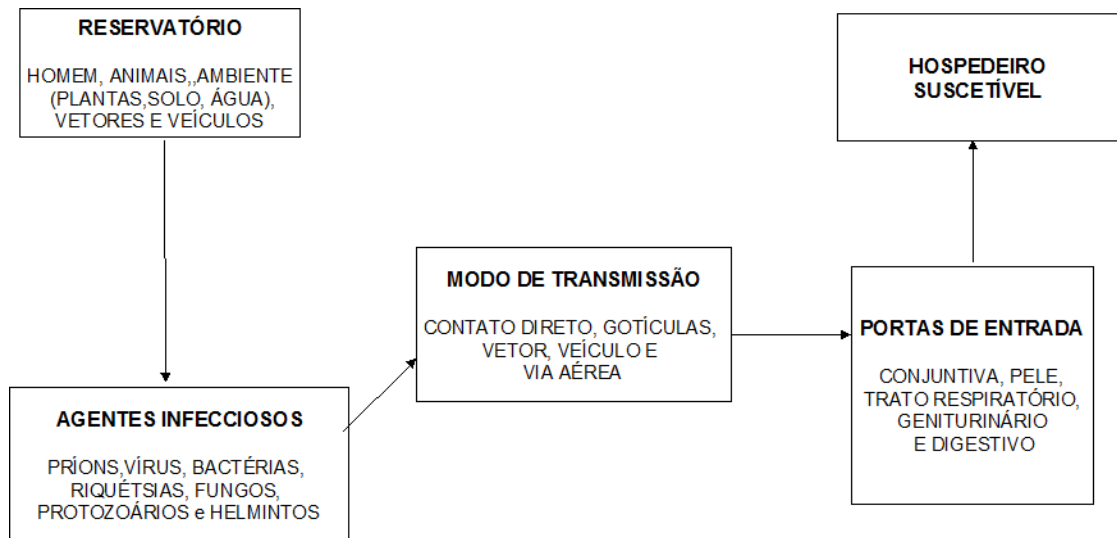 RESERVATÓRIO
HOMEM, ANIMAIS,,AMBIENTE
(PLANTAS,SOLO, ÁGUA),
VETORES E VEÍCULOS
AGENTES INFECCIOSOS
PRÍONS,VÍRUS, BACTÉRIAS,
RIQUÉTSIAS, FUNGOS,
PROTOZOÁRIOS e HELMINTOS
MODO DE TRANSMISSÃO
CONTATO DIRETO, GOTÍCULAS,
VETOR, VEÍCULO E
VIA AÉREA
PORTAS DE ENTRADA
CONJUNTIVA, PELE,
TRATO RESPIRATÓRIO,
GENITURINÁRIO
E DIGESTIVO
HOSPEDEIRO
SUSCETÍVEL